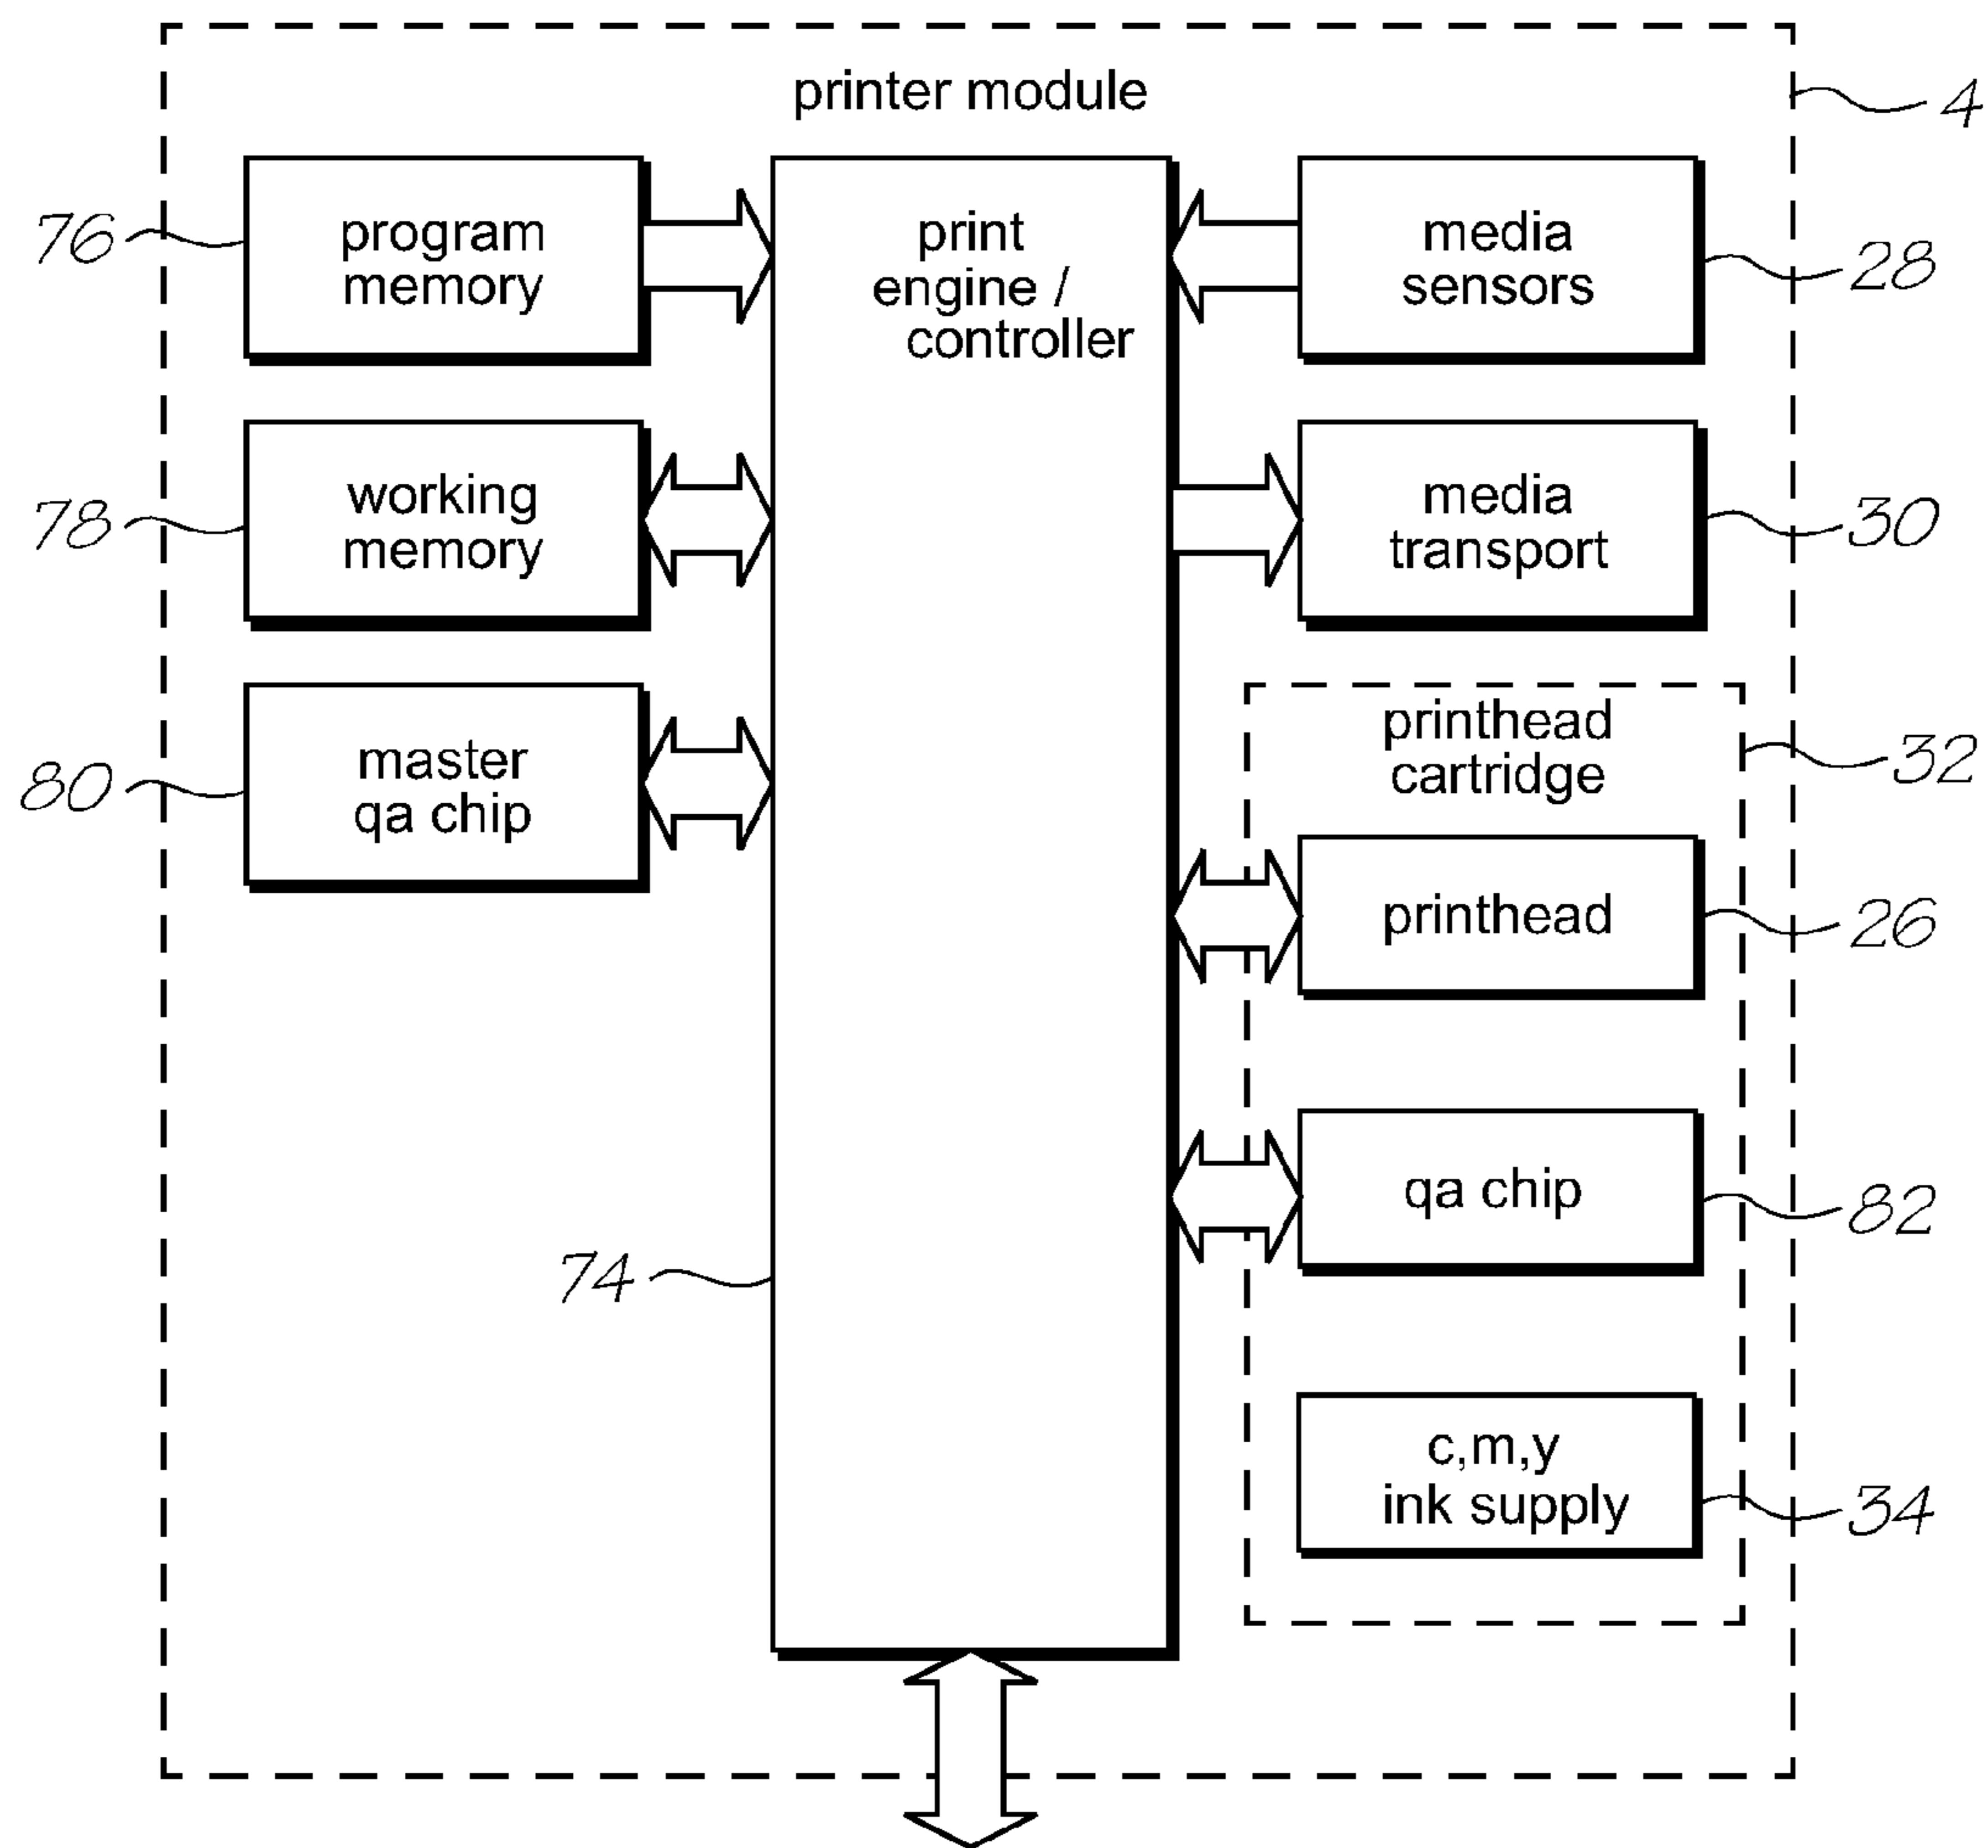 printer module
4
76
program
memory
print
engine /
controller
media
sensors
28
78
working
memory
media
transport
30
80
master
qa chip
printhead
cartridge
32
printhead
26
74
qa chip
82
c,m,y
ink supply
34